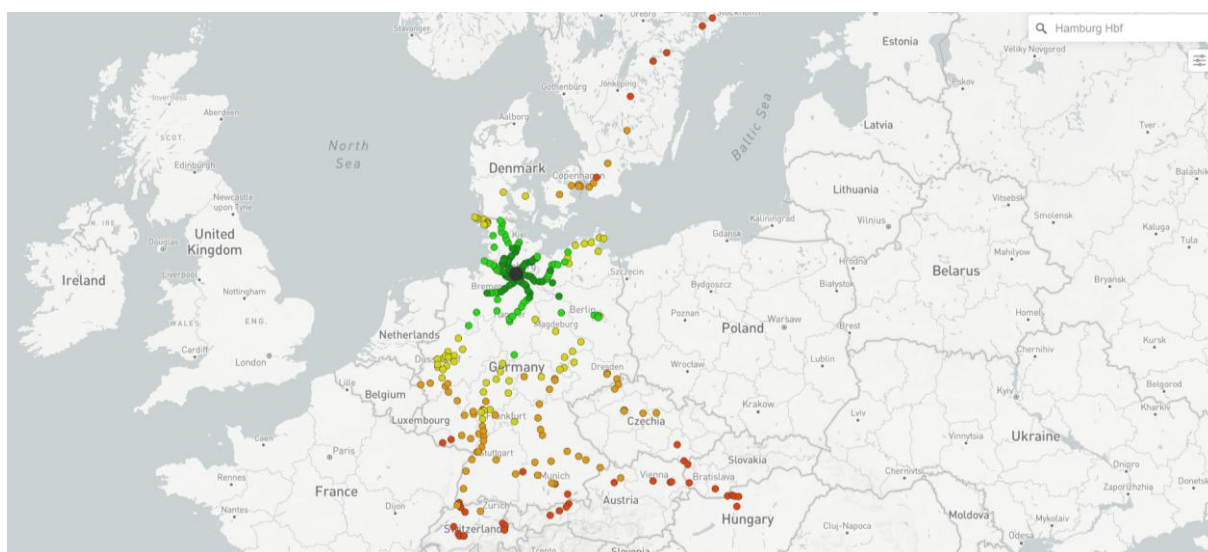 Hamburg Hbf
Stavanger
Örebro
Stockholm
Estonia
Veliky Novgorod
Pskov
Inverness
Aberdeen
SCOT.
Gothenburg
Jönköping
Aalborg
Baltic Sea
Latvia
Tver
North
Sea
Edinburgh
Denmark
Copenhagen
Balashikha
Lithuania
Vitsebsk
Smolensk
Kaluga
Tula
N. IRE.
Newcastle
upon Tyne
Douglas
United
Kingdom
Kiel
Kaliningrad
Vilnius
Gdansk
Mahilyow
Ireland
Liverpool
Szczecin
Hrodna
Bryansk
Nottingham
Bremen
Bydgoszcz
Białystok
Belarus
WALES
ENG.
Berlin
Poznan
Warsaw
Brest
Homel
Cardiff
London
Netherlands
Magdeburg
Poland
Chernihiv
Kursk
Lublin
Germany
Dresden
Wrocław
Lille
Belgium
Kyiv
Belgorod
Luxembourg
Frankfurt
Krakow
Kharkiv
Czechia
Lviv
Caen
Paris
Vinnytsia
Ukraine
Rennes
Stuttgart
Slovakia
Chernivtsi
Dnipro
Vienna
Bratislava
Zaporizhzhia
Donetsk
France
Munich
Nantes
Dijon
Zurich
Austria
Hungary
Moldova
Switzerland
Cluj-Napoca
Mykolaiv
Trento
Slovenia
Odesa